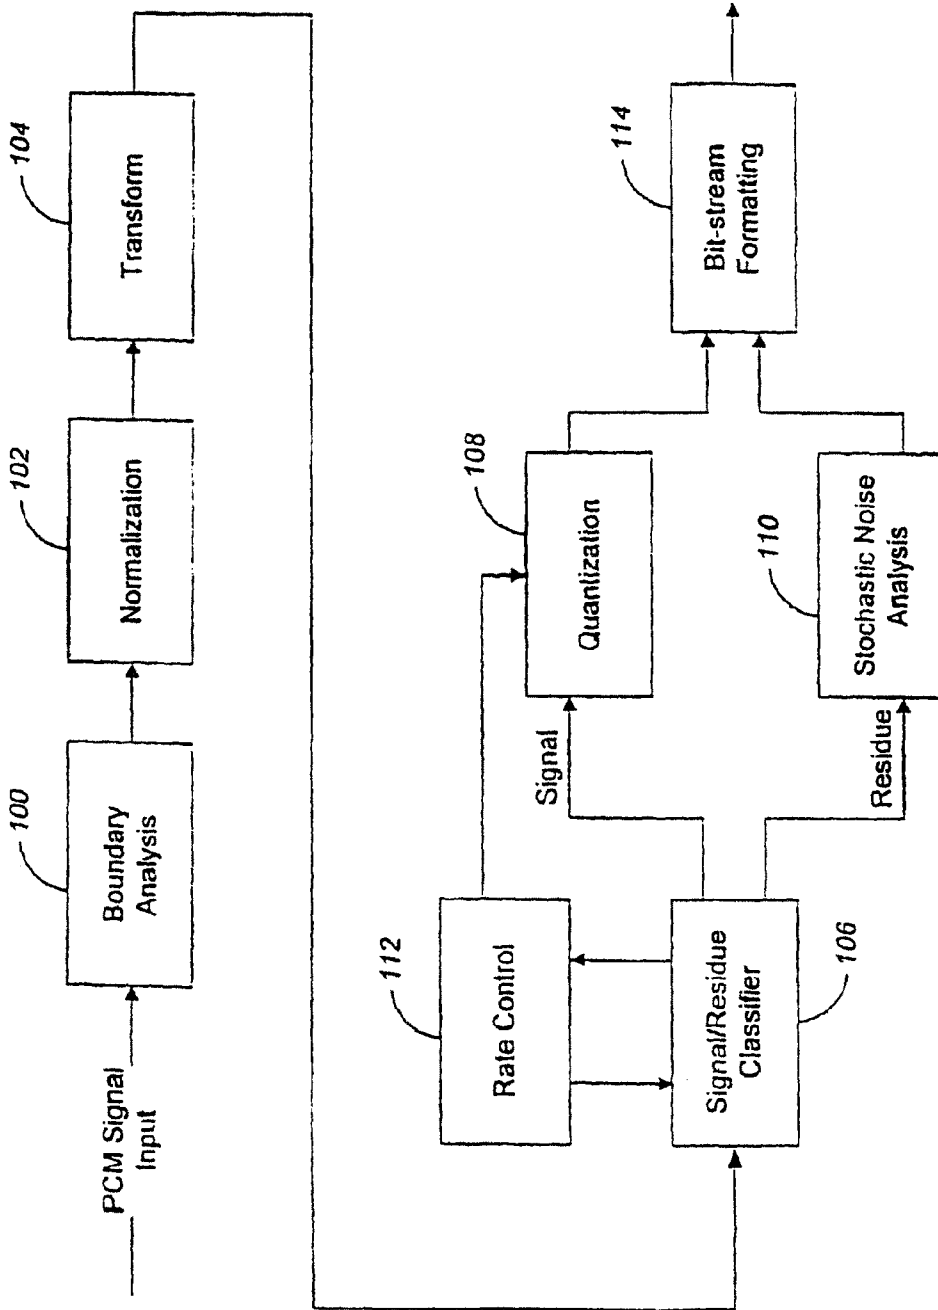 PCM Signal
Input
100
Boundary
Analysis
102
Normalization
104
Transform
112
Rate Control
Signal/Residue
Classifier
106
Signal
Residue
108
Quantization
110
Stochastic Noise
Analysis
114
Bit-stream
Formatting